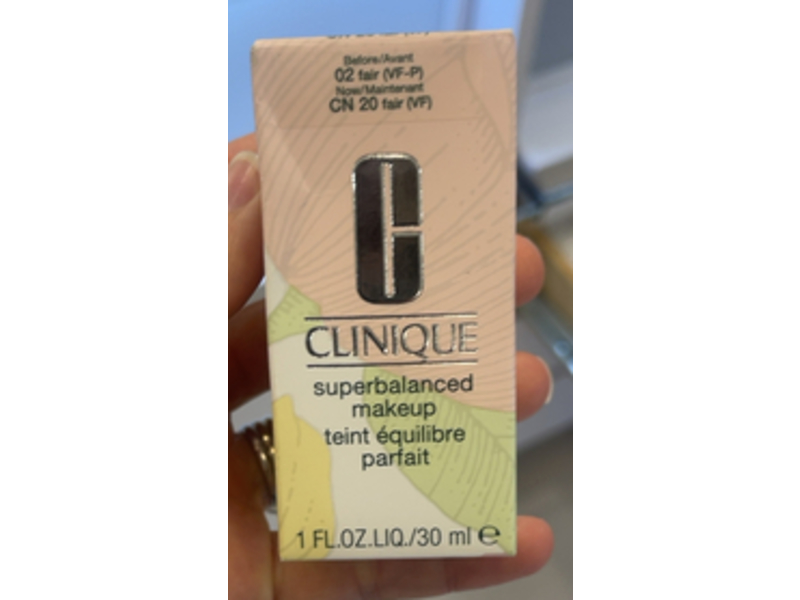 Before/Avant
02 fair (VF-P)
Now/Maintenant
CN 20 fair (VF)
C
CLINIQUE
superbalanced
makeup
teint équilibre
parfait
1 FL.OZ.LIQ./30 ml e